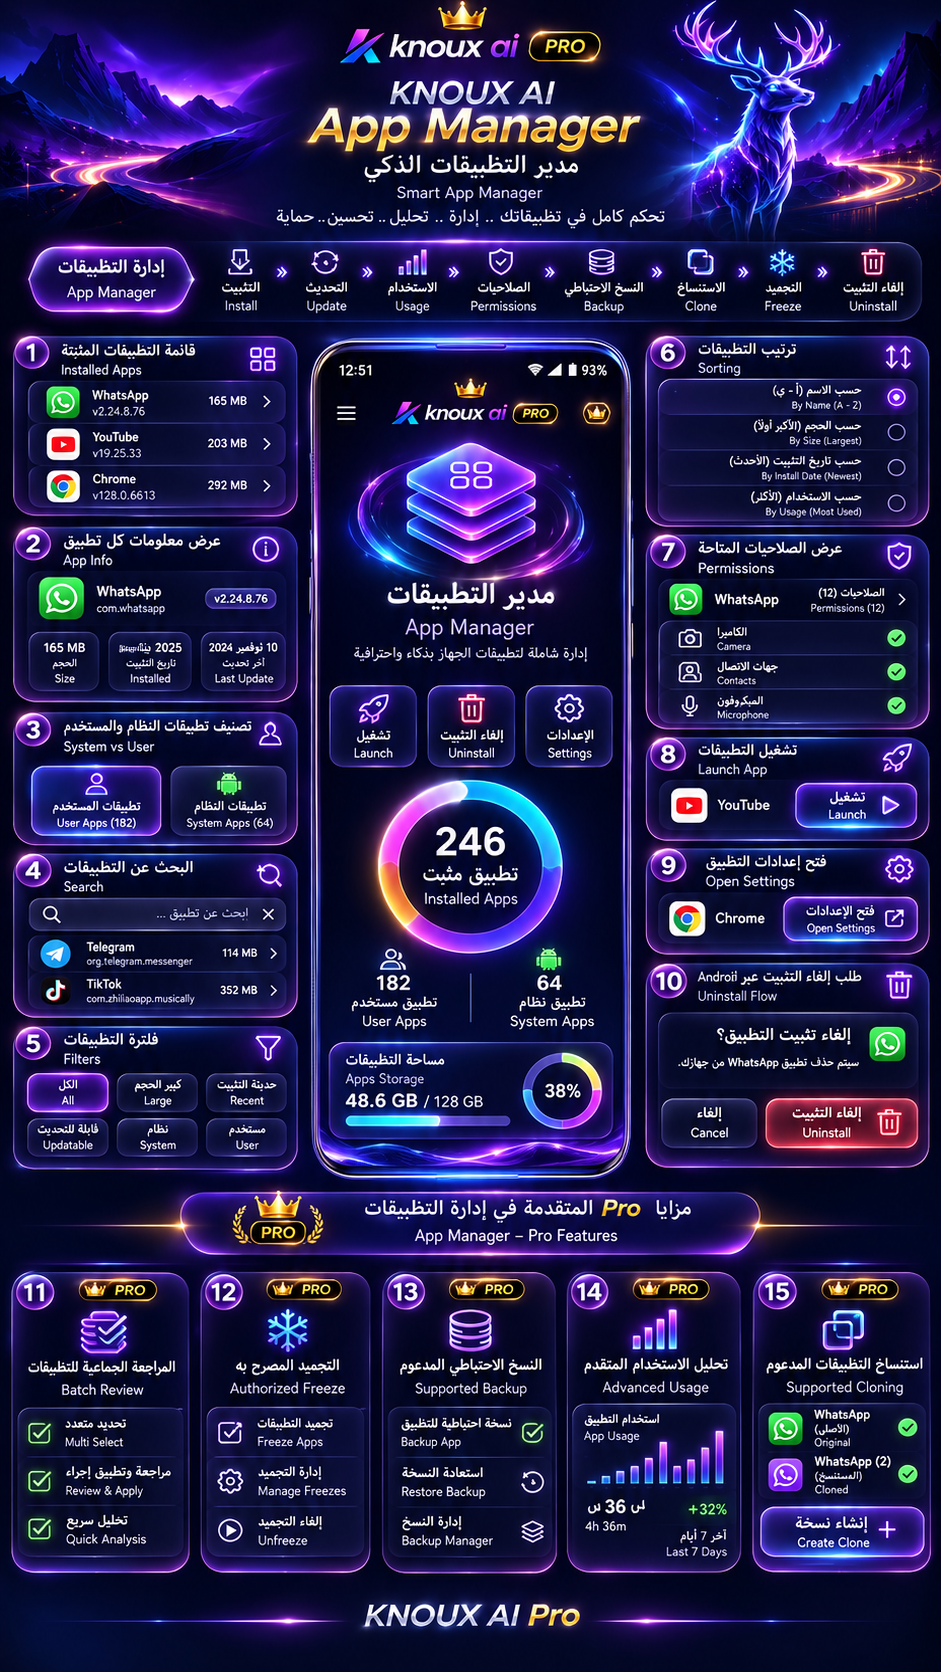 knoux ai PRO
KNOUX AI
App Manager
مدير التطبيقات الذكي
Smart App Manager
تحكم كامل في تطبيقاتك .. إدارة .. تحليل .. تحسين .. حماية
إدارة التطبيقات
App Manager
التثبيت
Install
التحديث
Update
الاستخدام
Usage
الصلاحيات
Permissions
النسخ الاحتياطي
Backup
الاستنساخ
Clone
التجميد
Freeze
إلغاء التثبيت
Uninstall
1
قائمة التطبيقات المثبتة
Installed Apps
WhatsApp
v2.24.8.76
165 MB
YouTube
v19.25.33
203 MB
Chrome
v128.0.6613
292 MB
2
عرض معلومات كل تطبيق
App Info
WhatsApp
com.whatsapp
v2.24.8.76
165 MB
الحجم
Size
2025
تاريخ التثبيت
Installed
10 نوفمبر 2024
آخر تحديث
Last Update
3
تصنيف تطبيقات النظام والمستخدم
System vs User
تطبيقات المستخدم
User Apps (182)
تطبيقات النظام
System Apps (64)
4
البحث عن التطبيقات
Search
إبحث عن تطبيق ...
Telegram
org.telegram.messenger
114 MB
TikTok
com.zhiliaoapp.musically
352 MB
5
فلترة التطبيقات
Filters
الكل
All
كبير الحجم
Large
حديثة التثبيت
Recent
قابلة للتحديث
Updatable
نظام
System
مستخدم
User
12:51
93%
knoux ai PRO
مدير التطبيقات
App Manager
إدارة شاملة لتطبيقات الجهاز بذكاء واحترافية
تشغيل
Launch
إلغاء التثبيت
Uninstall
الإعدادات
Settings
246
تطبيق مثبت
Installed Apps
182
تطبيق مستخدم
User Apps
64
تطبيق نظام
System Apps
مساحة التطبيقات
Apps Storage
48.6 GB / 128 GB
38%
6
ترتيب التطبيقات
Sorting
حسب الاسم (أ - ي)
By Name (A - 2)
حسب الحجم (الأكبر أولاً)
By Size (Largest)
حسب تاريخ التثبيت (الأحدث)
By Install Date (Newest)
حسب الاستخدام (الأكثر)
By Usage (Most Used)
7
عرض الصلاحيات المتاحة
Permissions
WhatsApp
الصلاحيات (12)
Permissions (12)
الكاميرا
Camera
جهات الاتصال
Contacts
الميكروفون
Microphone
8
تشغيل التطبيقات
Launch App
YouTube
تشغيل
Launch
9
فتح إعدادات التطبيق
Open Settings
Chrome
فتح الإعدادات
Open Settings
10
طلب إلغاء التثبيت عبر
Uninstall Flow
إلغاء تثبيت التطبيق؟
سيتم حذف تطبيق WhatsApp من جهازك.
إلغاء
Cancel
إلغاء التثبيت
Uninstall
PRO
مزايا Pro المتقدمة في إدارة التطبيقات
App Manager – Pro Features
11
PRO
المراجعة الجماعية للتطبيقات
Batch Review
تحديد متعدد
Multi Select
مراجعة وتطبيق إجراء
Review & Apply
تحليل سريع
Quick Analysis
12
PRO
التجميد المصرح به
Authorized Freeze
تجميد التطبيقات
Freeze Apps
إدارة التجميد
Manage Freezes
إلغاء التجميد
Unfreeze
13
PRO
النسخ الاحتياطي المدعوم
Supported Backup
نسخة احتياطية للتطبيق
Backup App
استعادة النسخة
Restore Backup
إدارة النسخ
Backup Manager
14
PRO
تحليل الاستخدام المتقدم
Advanced Usage
استخدام التطبيق
App Usage
36
4h 36m
+32%
آخر 7 أيام
Last 7 Days
15
PRO
استنساخ التطبيقات المدعوم
Supported Cloning
WhatsApp
(الأصلي)
Original
WhatsApp (2)
Cloned
إنشاء نسخة
Create Clone
KNOUX AI Pro